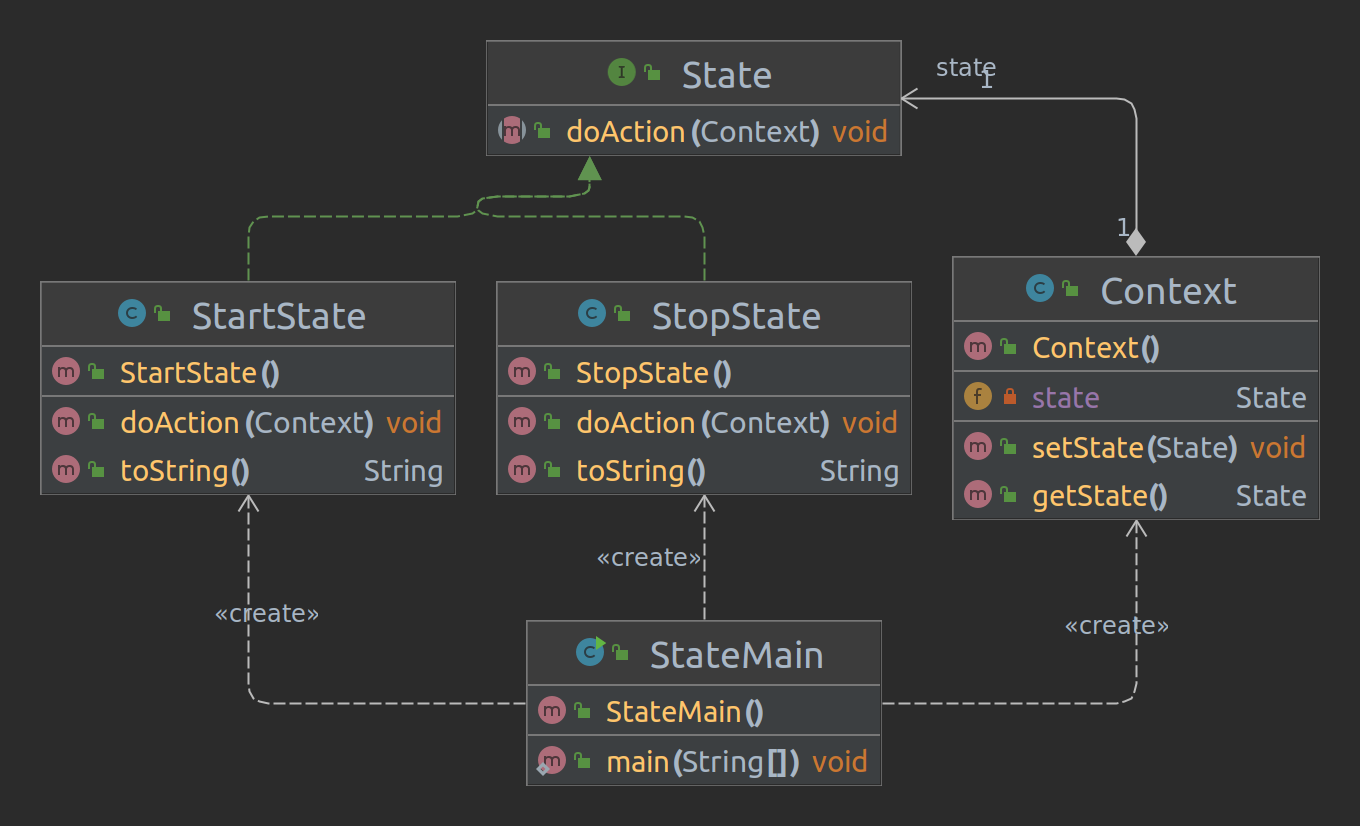 State
doAction(Context) void
state
1
1
StartState
StartState()
doAction(Context) void
toString() String
StopState
StopState()
doAction(Context) void
toString() String
Context
Context()
state State
setState(State) void
getState() State
«create»
«create»
«create»
StateMain
StateMain()
main(String[]) void